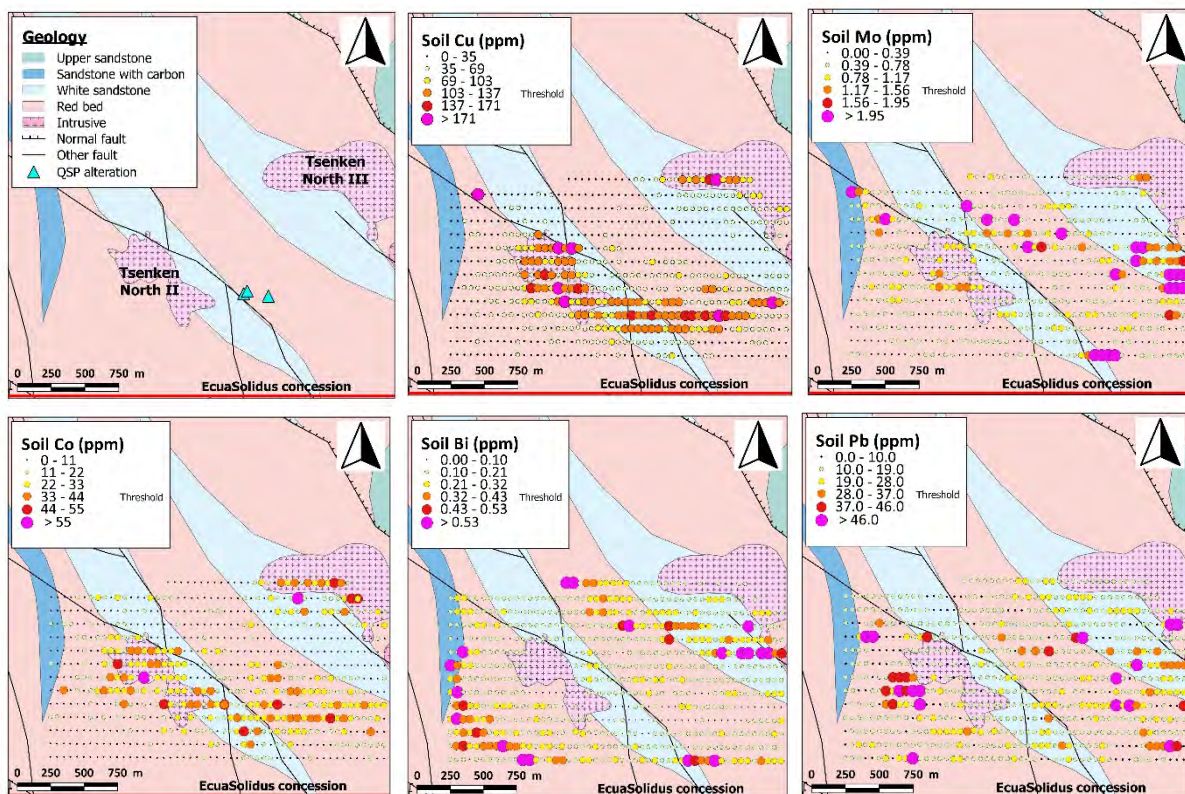 Geology
Upper sandstone
Sandstone with carbon
White sandstone
Red bed
Intrusive
Normal fault
Other fault
QSP alteration
Tsenken
North III
Tsenken
North II
0 250 500 750 m
EcuaSolidus concession
Soil Cu (ppm)
0 - 35
35 - 69
69 - 103
103 - 137
137 - 171
> 171
Threshold
0 250 500 750 m
EcuaSolidus concession
Soil Mo (ppm)
0.00 - 0.39
0.39 - 0.78
0.78 - 1.17
1.17 - 1.56
1.56 - 1.95
> 1.95
Threshold
0 250 500 750 m
EcuaSolidus concession
Soil Co (ppm)
0 - 11
11 - 22
22 - 33
33 - 44
44 - 55
> 55
Threshold
0 250 500 750 m
EcuaSolidus concession
Soil Bi (ppm)
0.00 - 0.10
0.10 - 0.21
0.21 - 0.32
0.32 - 0.43
0.43 - 0.53
> 0.53
Threshold
0 250 500 750 m
EcuaSolidus concession
Soil Pb (ppm)
0.0 - 10.0
10.0 - 19.0
19.0 - 28.0
28.0 - 37.0
37.0 - 46.0
> 46.0
Threshold
0 250 500 750 m
EcuaSolidus concession